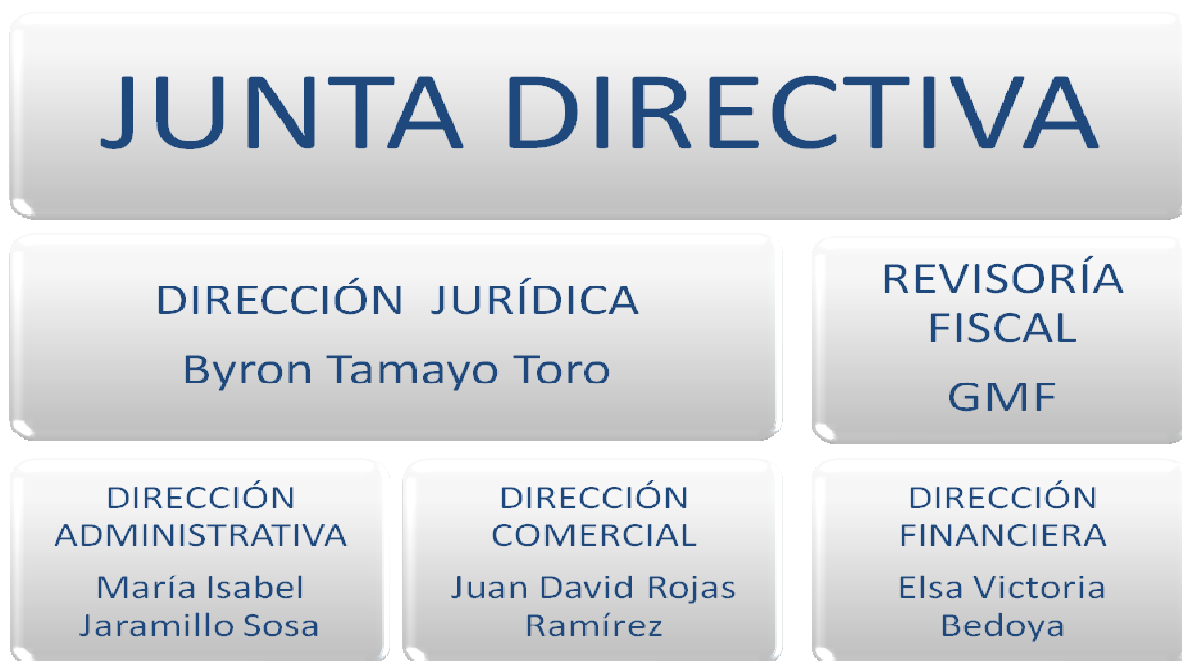 JUNTA DIRECTIVA
DIRECCIÓN JURÍDICA
Byron Tamayo Toro
REVISORÍA
FISCAL
GMF
DIRECCIÓN
ADMINISTRATIVA
María Isabel
Jaramillo Sosa
DIRECCIÓN
COMERCIAL
Juan David Rojas
Ramírez
DIRECCIÓN
FINANCIERA
Elsa Victoria
Bedoya